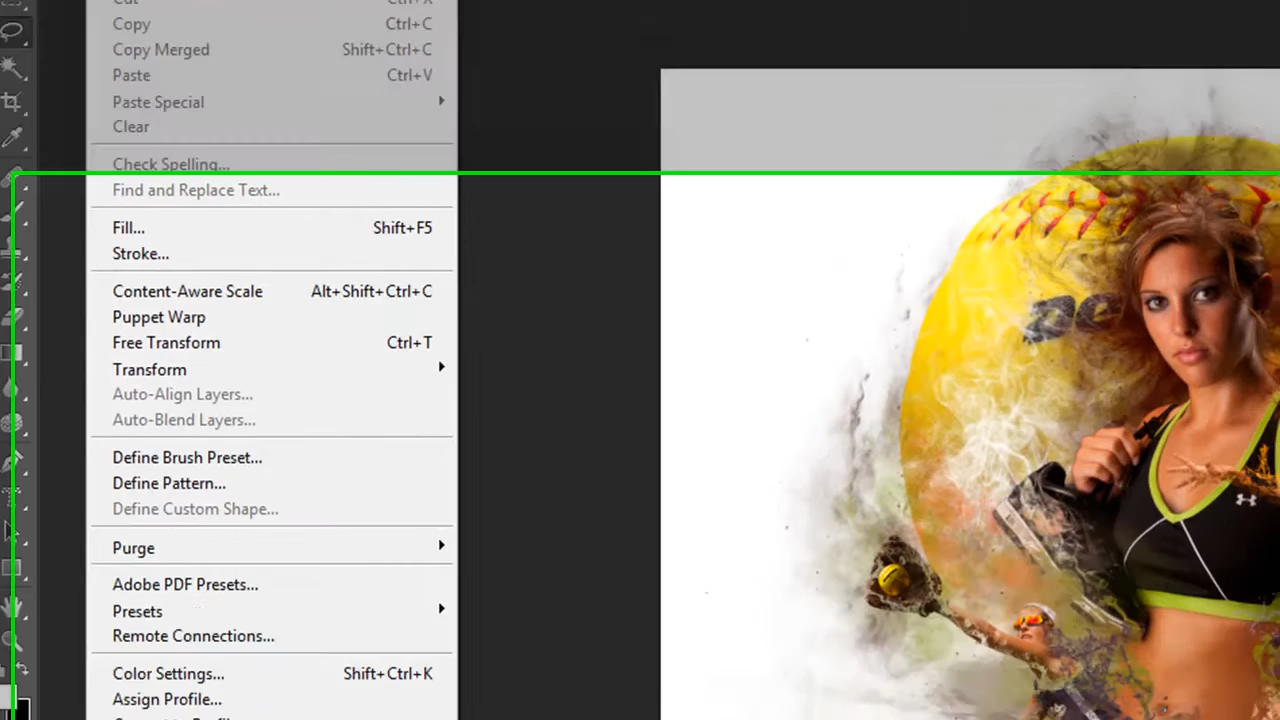 Copy Ctrl+C
Copy Merged Shift+Ctrl+C
Paste Ctrl+V
Paste Special
Clear
Check Spelling...
Find and Replace Text...
Fill... Shift+F5
Stroke...
Content-Aware Scale Alt+Shift+Ctrl+C
Puppet Warp
Free Transform Ctrl+T
Transform
Auto-Align Layers...
Auto-Blend Layers...
Define Brush Preset...
Define Pattern...
Define Custom Shape...
Purge
Adobe PDF Presets...
Presets
Remote Connections...
Color Settings... Shift+Ctrl+K
Assign Profile...